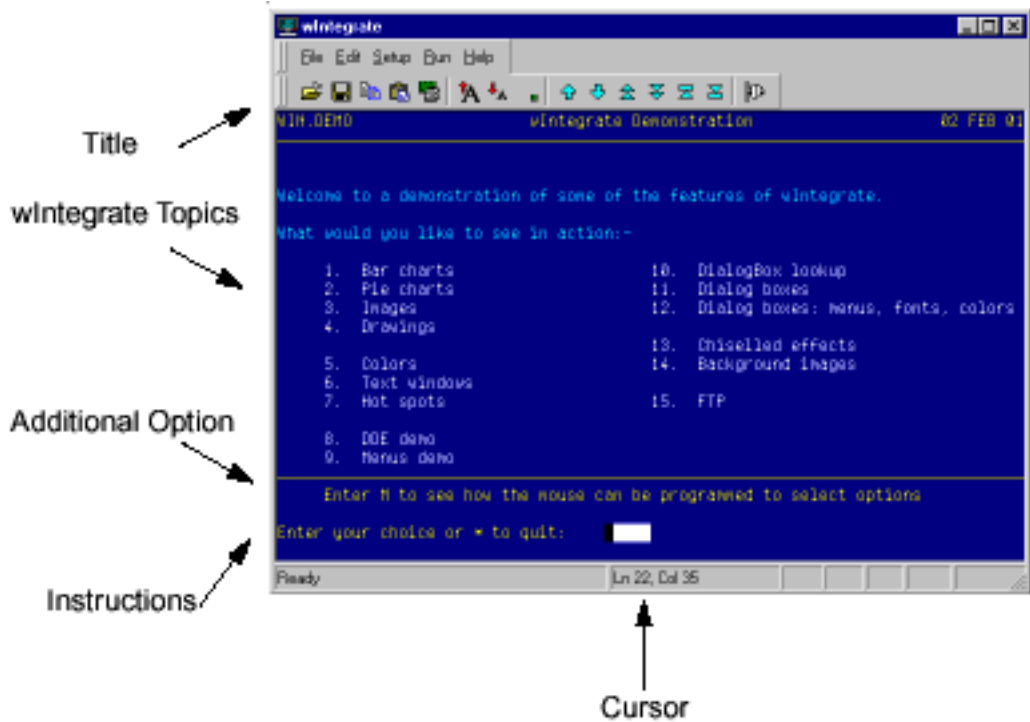 wIntegrate
File Edit Setup Run Help
Title
WIN.DEMO wIntegrate Demonstration 02 FEB 01
Welcome to a demonstration of some of the features of wIntegrate.
wIntegrate Topics
What would you like to see in action:-
1. Bar charts 10. DialogBox lookup
2. Pie charts 11. Dialog boxes
3. Images 12. Dialog boxes: menus, fonts, colors
4. Drawings
13. Chiselled effects
5. Colors 14. Background images
6. Text windows
7. Hot spots 15. FTP
Additional Option
8. DDE demo
9. Menus demo
Enter M to see how the mouse can be programmed to select options
Enter your choice or * to quit:
Instructions
Ready Ln 22, Col 35
Cursor